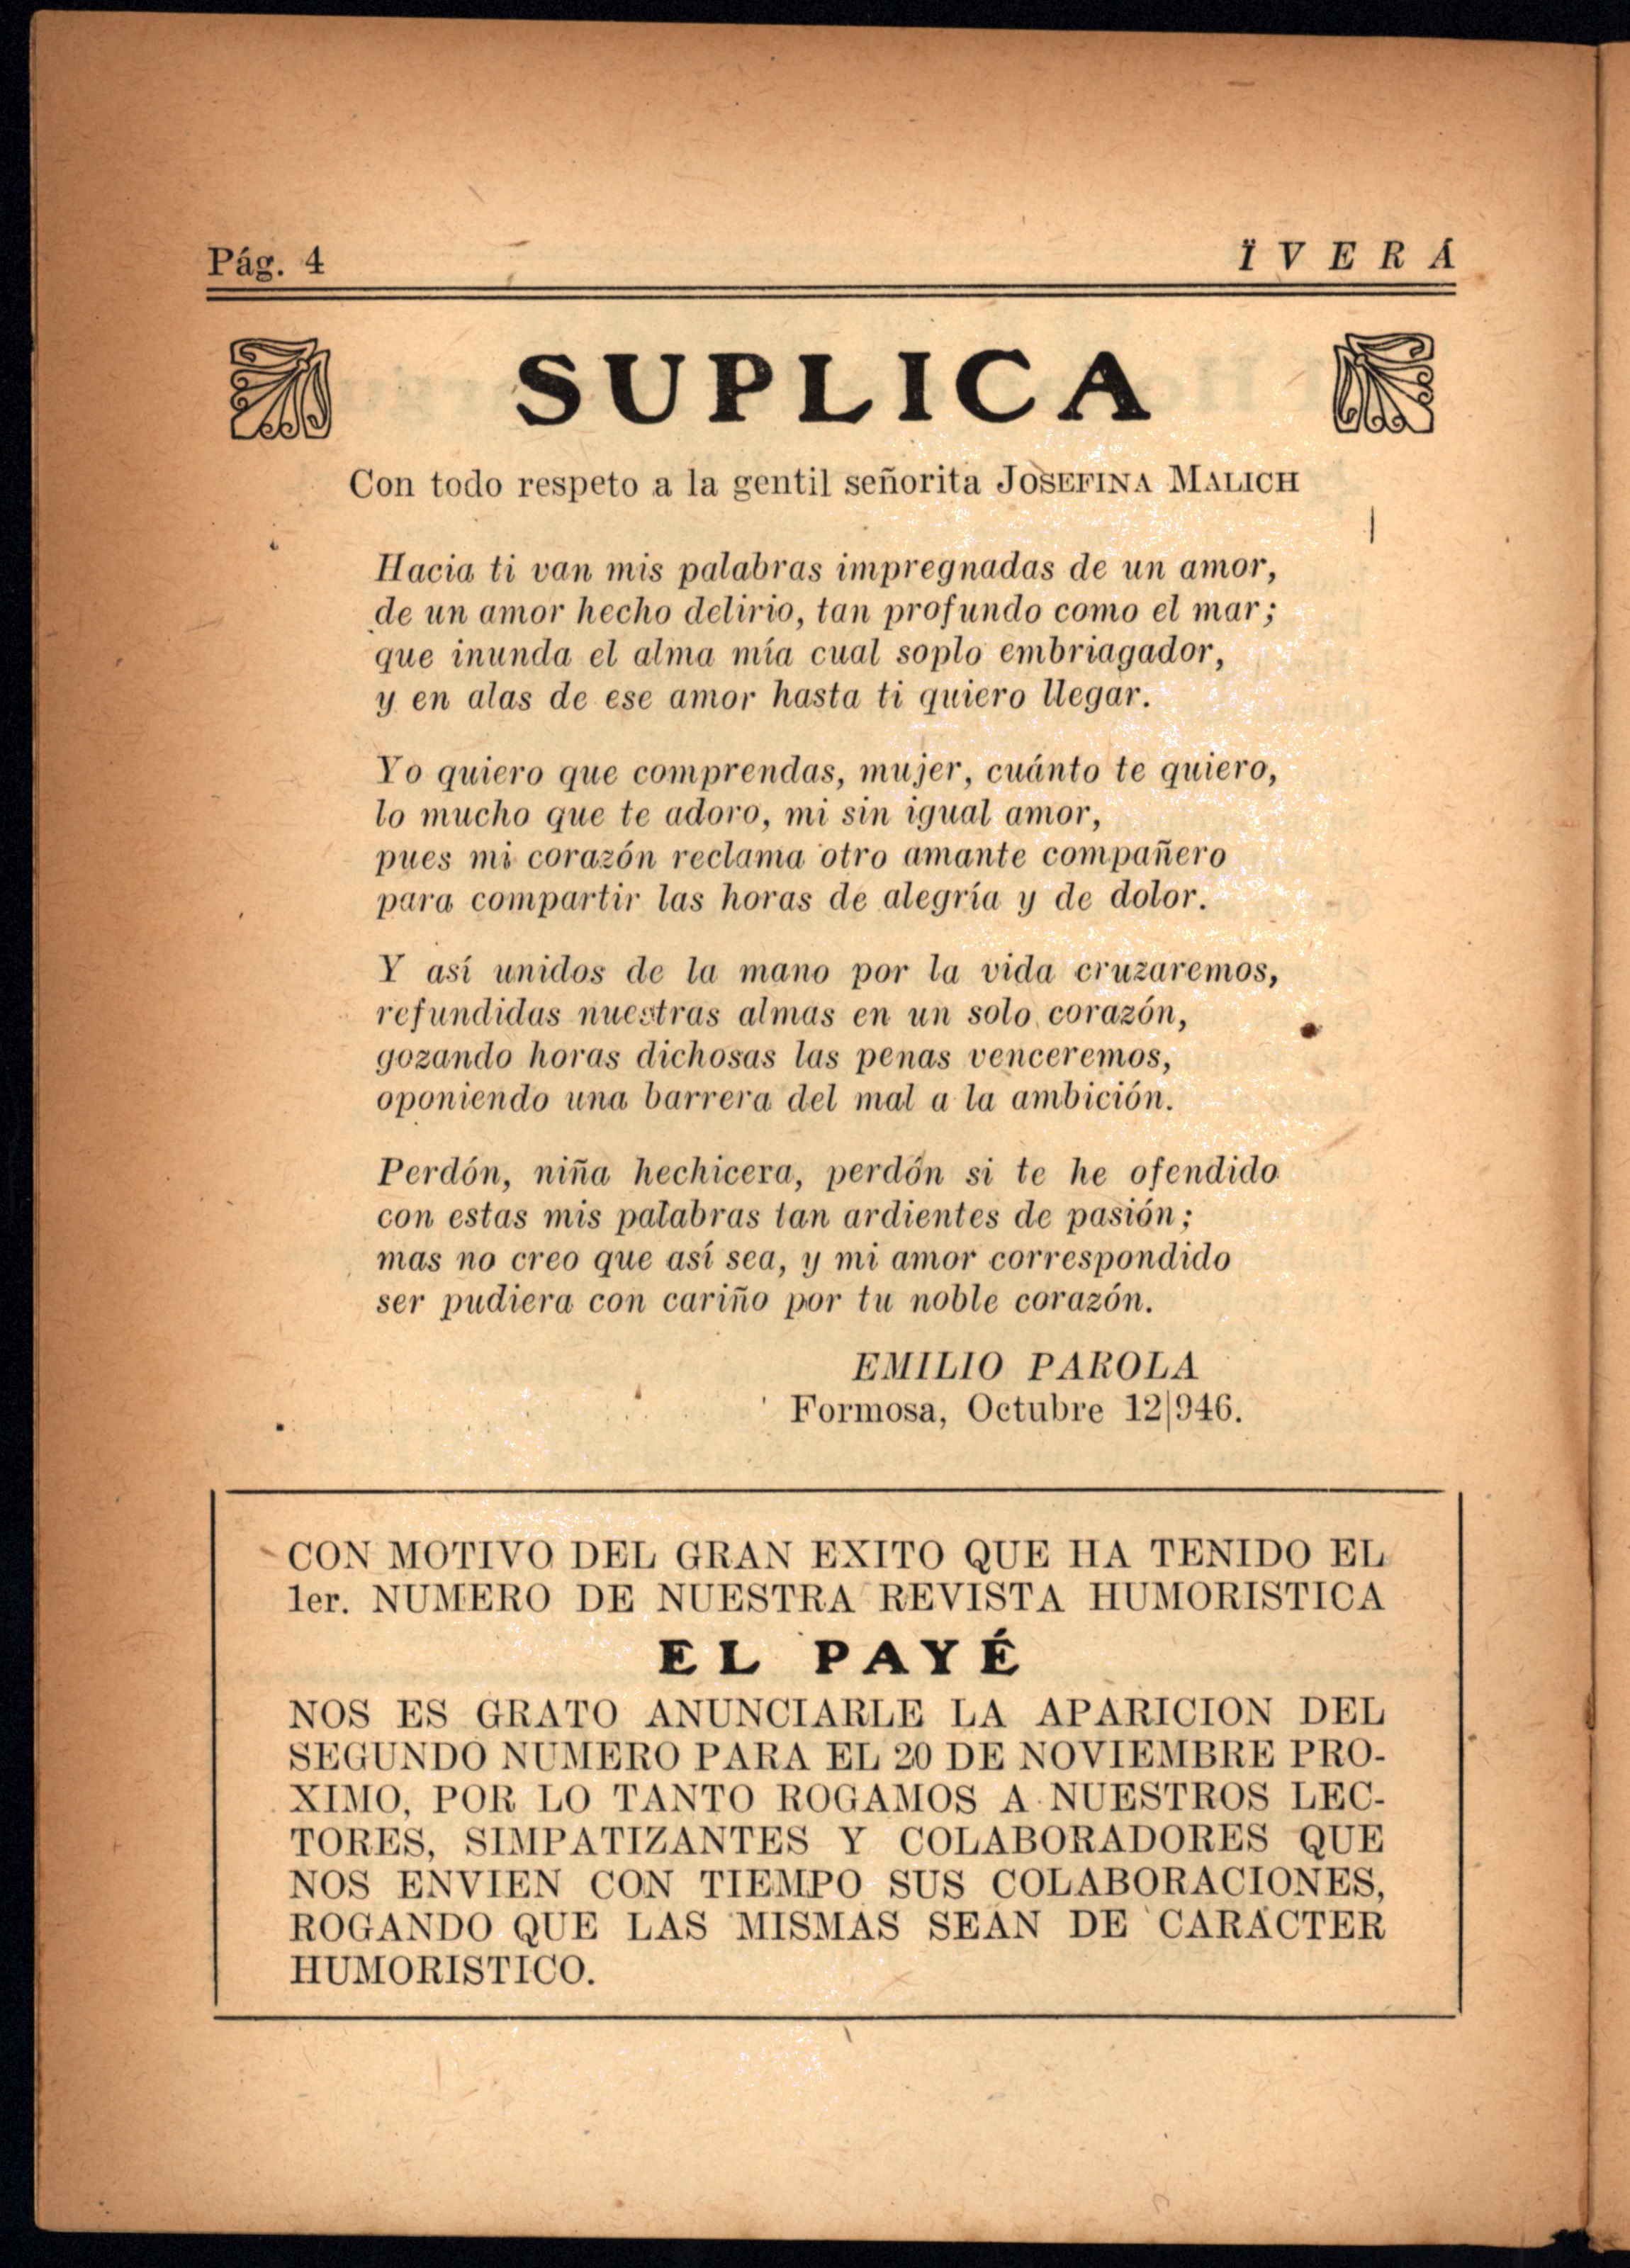 Pág. 4
ÏVERÁ
SUPLICA
Con todo respeto a la gentil señorita JOSEFINA MALICH
Hacia ti van mis palabras impregnadas de un amor,
de un amor hecho delirio, tan profundo como el mar;
que inunda el alma mía cual soplo embriagador,
y en alas de ese amor hasta ti quiero llegar.
Yo quiero que comprendas, mujer, cuánto te quiero,
lo mucho que te adoro, mi sin igual amor,
pues mi corazón reclama otro amante compañero
para compartir las horas de alegría y de dolor.
Y así unidos de la mano por la vida cruzaremos,
refundidas nuestras almas en un solo corazón,
gozando horas dichosas las penas venceremos,
oponiendo una barrera del mal a la ambición.
Perdón, niña hechicera, perdón si te he ofendido
con estas mis palabras tan ardientes de pasión;
mas no creo que así sea, y mi amor correspondido
ser pudiera con cariño por tu noble corazón.
EMILIO PAROLA
Formosa, Octubre 12|946.
CON MOTIVO DEL GRAN EXITO QUE HA TENIDO EL
1er. NUMERO DE NUESTRA REVISTA HUMORISTICA
EL PAYÉ
NOS ES GRATO ANUNCIARLE LA APARICION DEL
SEGUNDO NUMERO PARA EL 20 DE NOVIEMBRE PRO-
XIMO, POR LO TANTO ROGAMOS A NUESTROS LEC-
TORES, SIMPATIZANTES Y COLABORADORES QUE
NOS ENVIEN CON TIEMPO SUS COLABORACIONES,
ROGANDO QUE LAS MISMAS SEAN DE CARACTER
HUMORISTICO.